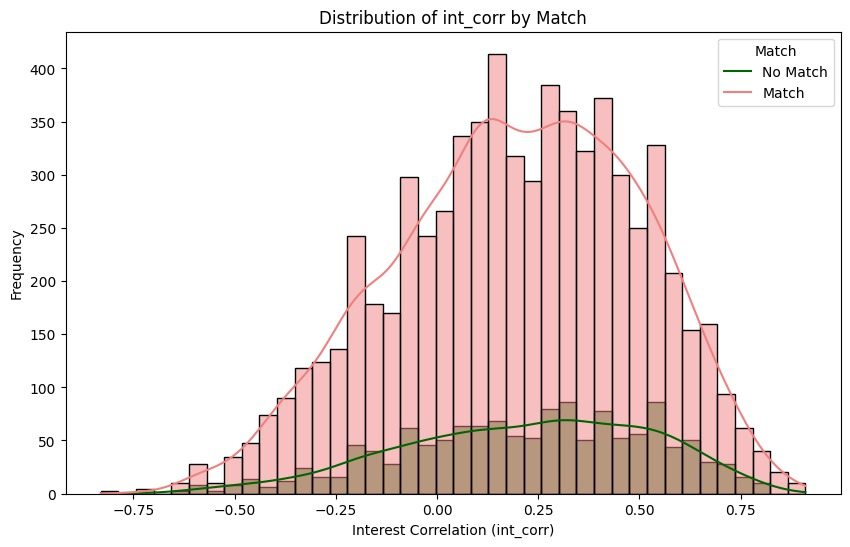 Distribution of int_corr by Match
Match
No Match
Match
Frequency
400
350
300
250
200
150
100
50
0
−0.75
−0.50
−0.25
0.00
0.25
0.50
0.75
Interest Correlation (int_corr)